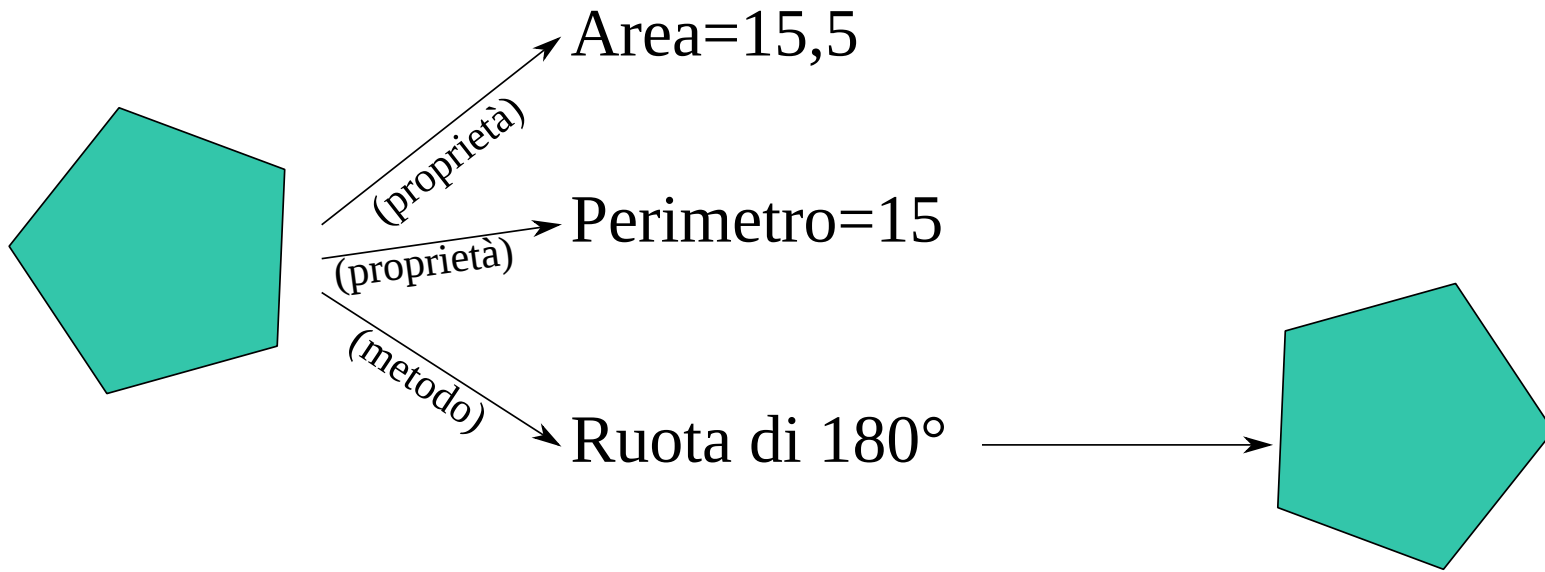 Area=15,5
(proprietà)
Perimetro=15
(proprietà)
(metodo)
Ruota di 180°